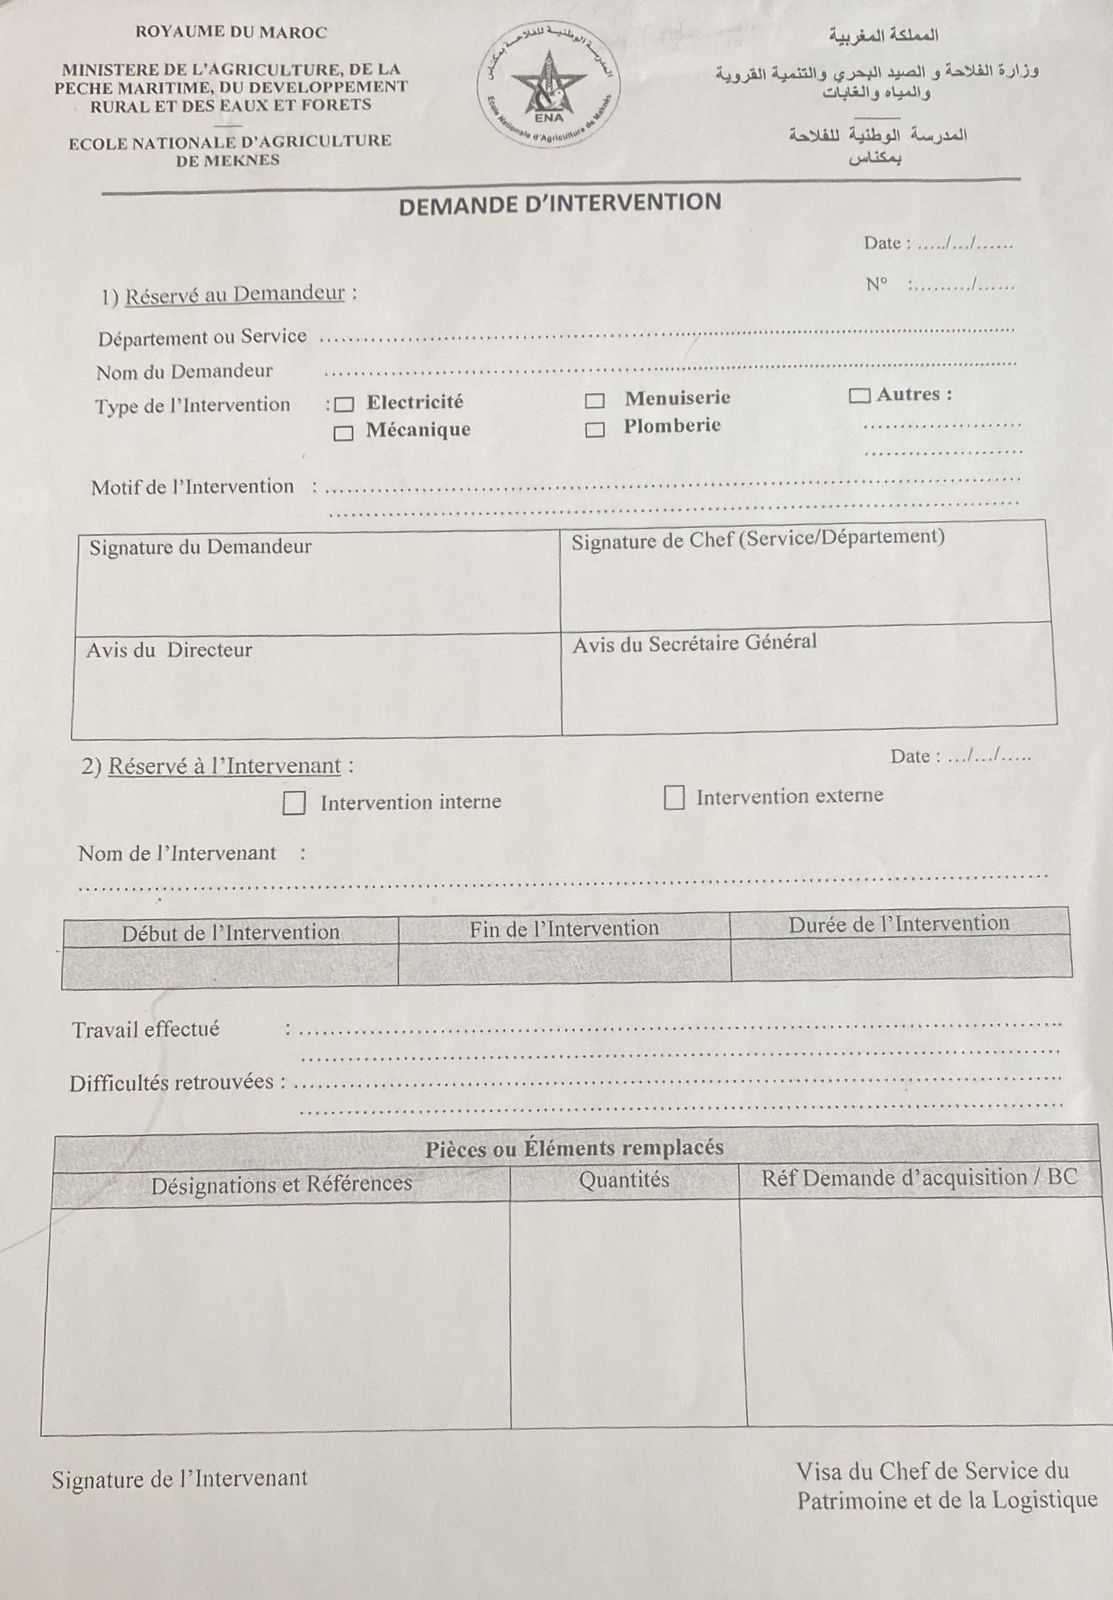 ROYAUME DU MAROC
MINISTERE DE L'AGRICULTURE, DE LA
PECHE MARITIME, DU DEVELOPPEMENT
RURAL ET DES EAUX ET FORETS
ECOLE NATIONALE D'AGRICULTURE
DE MEKNES
المدرسة الوطنية للفلاحة بمكناس
ENA
Ecole Nationale d'Agriculture de Meknès
المملكة المغربية
وزارة الفلاحة و الصيد البحري والتنمية القروية
والمياه والغابات
المدرسة الوطنية للفلاحة
بمكناس
DEMANDE D'INTERVENTION
Date : ...../.../......
N° :........./......
1) Réservé au Demandeur :
Département ou Service ........................................
Nom du Demandeur ........................................
Type de l'Intervention : Electricité Menuiserie Autres :
Mécanique Plomberie ......................
......................
Motif de l'Intervention : ........................................
........................................
Signature du Demandeur Signature de Chef (Service/Département)
Avis du Directeur Avis du Secrétaire Général
2) Réservé à l'Intervenant : Date : .../.../.....
Intervention interne Intervention externe
Nom de l'Intervenant :
........................................
Début de l'Intervention Fin de l'Intervention Durée de l'Intervention
Travail effectué : ........................................
........................................
Difficultés retrouvées : ........................................
........................................
Pièces ou Éléments remplacés
Désignations et Références Quantités Réf Demande d'acquisition / BC
Signature de l'Intervenant Visa du Chef de Service du
Patrimoine et de la Logistique